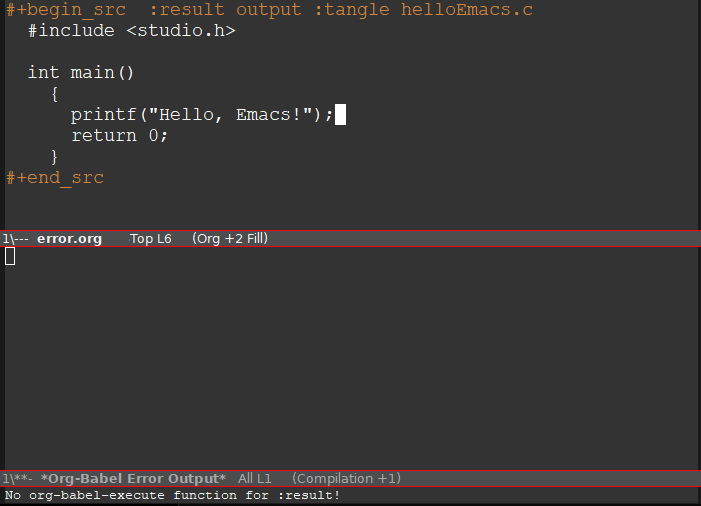 #+begin_src  :result output :tangle helloEmacs.c
  #include <studio.h>
  int main()
    {
      printf("Hello, Emacs!");
      return 0;
    }
#+end_src
1\--- error.org Top L6 (Org +2 Fill)
1\**- *Org-Babel Error Output* All L1 (Compilation +1)
No org-babel-execute function for :result!